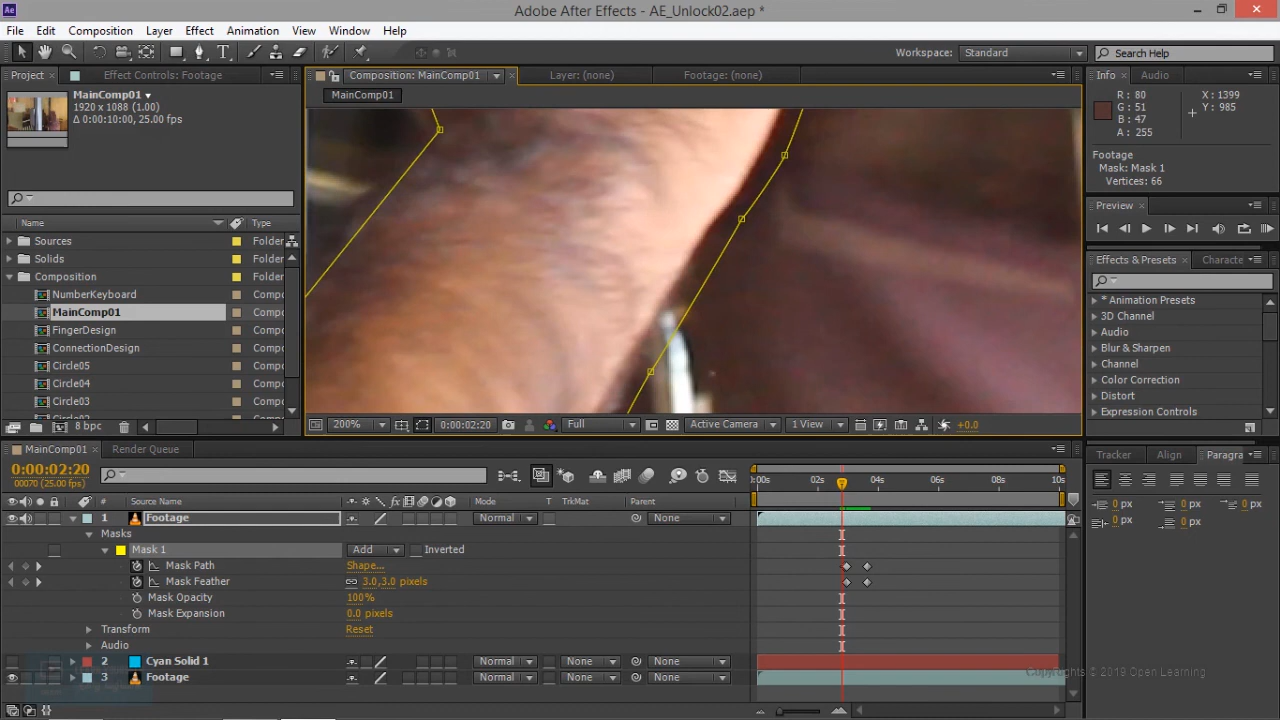 Adobe After Effects - AE_Unlock02.aep *
File Edit Composition Layer Effect Animation View Window Help
Workspace: Standard Search Help
Project Effect Controls: Footage
Composition: MainComp01 Layer: (none) Footage: (none)
Info Audio
MainComp01
1920 x 1088 (1.00)
Δ 0:00:10:00, 25.00 fps
MainComp01
R: 80
G: 51
B: 47
A: 255
X: 1399
Y: 985
Footage
Mask: Mask 1
Vertices: 66
Preview
Name Type
Sources Folder
Solids Folder
Composition Folder
NumberKeyboard Compo
MainComp01 Compo
FingerDesign Compo
ConnectionDesign Compo
Circle05 Compo
Circle04 Compo
Circle03 Compo
8 bpc
Effects & Presets Characte
* Animation Presets
3D Channel
Audio
Blur & Sharpen
Channel
Color Correction
Distort
Expression Controls
200% 0:00:02:20 Full Active Camera 1 View +0.0
MainComp01 Render Queue
0:00:02:20
00070 (25.00 fps)
# Source Name Mode T TrkMat Parent
:00s 02s 04s 06s 08s 10s
1 Footage Normal None
Masks
Mask 1 Add Inverted
Mask Path Shape...
Mask Feather 3.0,3.0 pixels
Mask Opacity 100%
Mask Expansion 0.0 pixels
Transform Reset
Audio
2 Cyan Solid 1 Normal None None
3 Footage Normal None None
Tracker Align Paragra
0 px 0 px 0 px
0 px 0 px
Copyrights © 2019 Open Learning